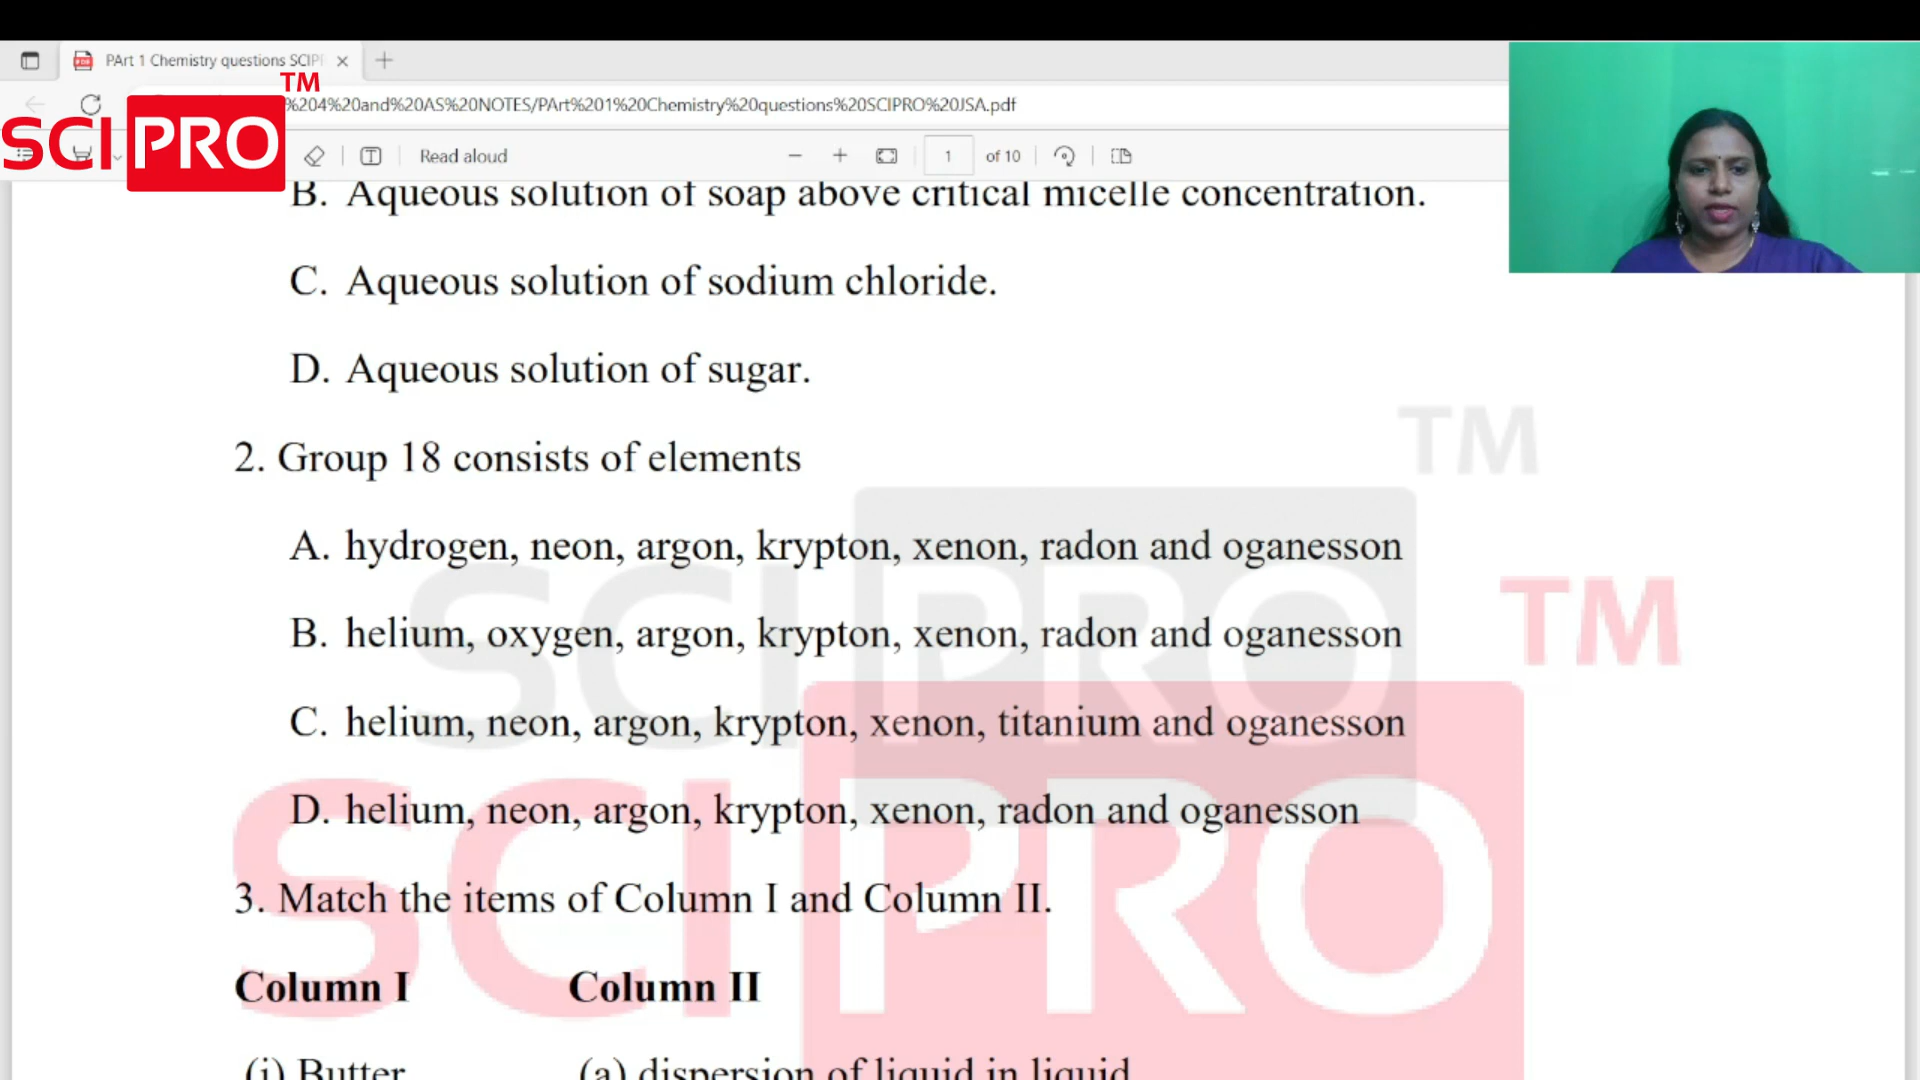 PArt 1 Chemistry questions SCIP
TM
%204%20and%20AS%20NOTES/PArt%201%20Chemistry%20questions%20SCIPRO%20JSA.pdf
SCIPRO
Read aloud
1 of 10
B. Aqueous solution of soap above critical micelle concentration.
C. Aqueous solution of sodium chloride.
D. Aqueous solution of sugar.
TM
2. Group 18 consists of elements
A. hydrogen, neon, argon, krypton, xenon, radon and oganesson
TM
B. helium, oxygen, argon, krypton, xenon, radon and oganesson
SCIPRO
C. helium, neon, argon, krypton, xenon, titanium and oganesson
D. helium, neon, argon, krypton, xenon, radon and oganesson
SCIPRO
3. Match the items of Column I and Column II.
Column I Column II
(i) Butter (a) dispersion of liquid in liquid